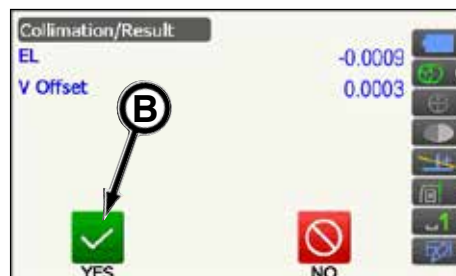 Collimation/Result
EL -0.0009
V Offset 0.0003
B
YES NO